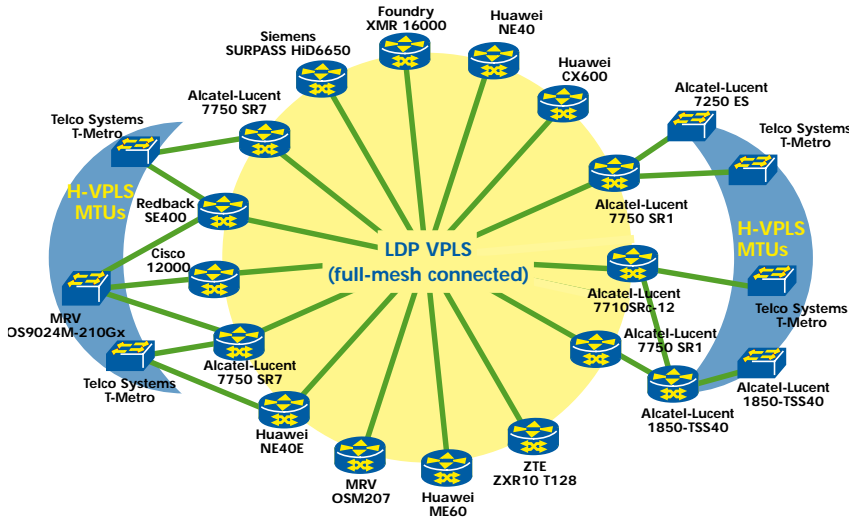 Foundry
XMR 16000
Huawei
NE40
Siemens
SURPASS HiD6650
Huawei
CX600
Alcatel-Lucent
7750 SR7
Alcatel-Lucent
7250 ES
Telco Systems
T-Metro
Telco Systems
T-Metro
H-VPLS
MTUs
Redback
SE400
Alcatel-Lucent
7750 SR1
H-VPLS
MTUs
LDP VPLS
(full-mesh connected)
Cisco
12000
MRV
OS9024M-210Gx
Alcatel-Lucent
7710SRc-12
Telco Systems
T-Metro
Alcatel-Lucent
7750 SR1
Alcatel-Lucent
7750 SR7
Telco Systems
T-Metro
Alcatel-Lucent
1850-TSS40
Alcatel-Lucent
1850-TSS40
Huawei
NE40E
MRV
OSM207
Huawei
ME60
ZTE
ZXR10 T128